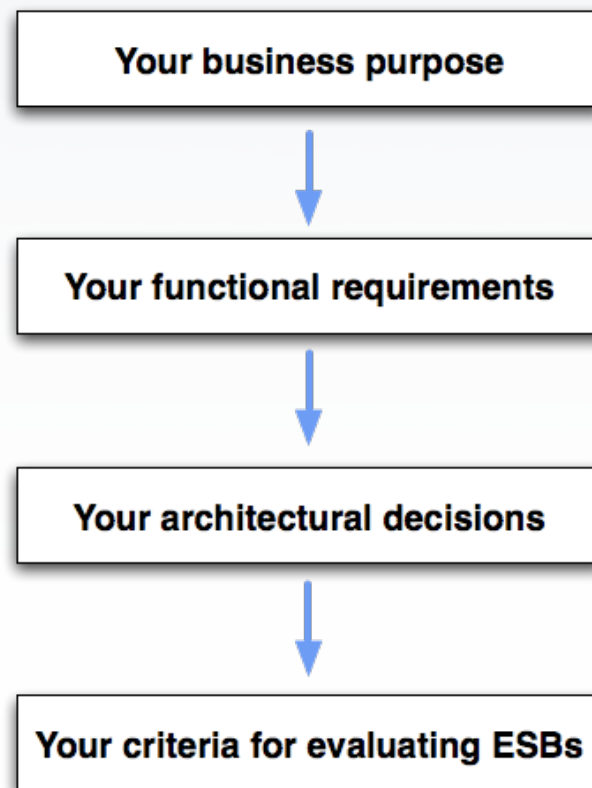 Your business purpose
Your functional requirements
Your architectural decisions
Your criteria for evaluating ESBs